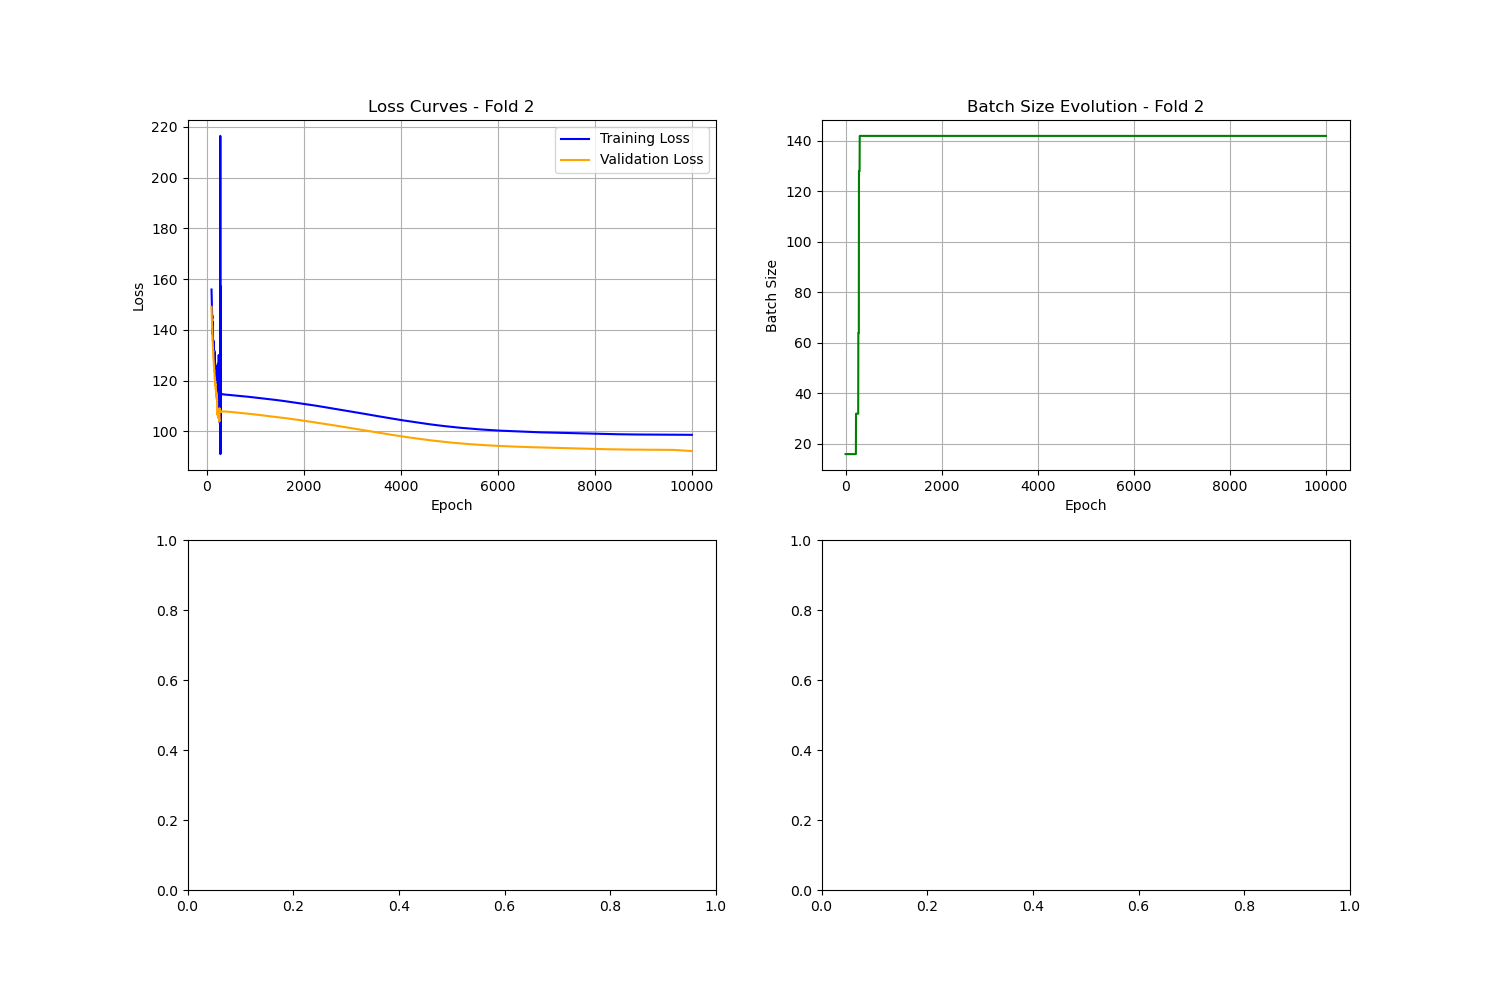 Loss Curves - Fold 2
220
200
180
160
140
120
100
Loss
Training Loss
Validation Loss
0 2000 4000 6000 8000 10000
Epoch
Batch Size Evolution - Fold 2
140
120
100
80
60
40
20
Batch Size
0 2000 4000 6000 8000 10000
Epoch
1.0
0.8
0.6
0.4
0.2
0.0
0.0 0.2 0.4 0.6 0.8 1.0
1.0
0.8
0.6
0.4
0.2
0.0
0.0 0.2 0.4 0.6 0.8 1.0